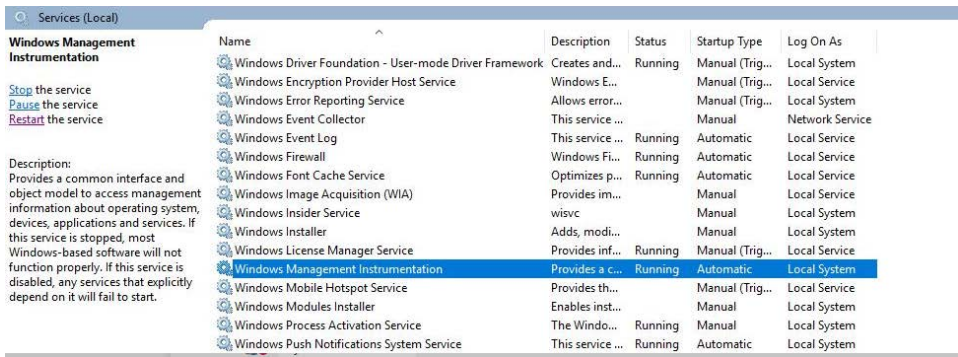 Services (Local)
Windows Management
Instrumentation
Stop the service
Pause the service
Restart the service
Description:
Provides a common interface and
object model to access management
information about operating system,
devices, applications and services. If
this service is stopped, most
Windows-based software will not
function properly. If this service is
disabled, any services that explicitly
depend on it will fail to start.
Name Description Status Startup Type Log On As
Windows Driver Foundation - User-mode Driver Framework Creates and... Running Manual (Trig... Local System
Windows Encryption Provider Host Service Windows E... Manual (Trig... Local Service
Windows Error Reporting Service Allows error... Manual (Trig... Local System
Windows Event Collector This service ... Manual Network Service
Windows Event Log This service ... Running Automatic Local Service
Windows Firewall Windows Fi... Running Automatic Local Service
Windows Font Cache Service Optimizes p... Running Automatic Local Service
Windows Image Acquisition (WIA) Provides im... Manual Local Service
Windows Insider Service wisvc Manual Local System
Windows Installer Adds, modi... Manual Local System
Windows License Manager Service Provides inf... Running Manual (Trig... Local Service
Windows Management Instrumentation Provides a c... Running Automatic Local System
Windows Mobile Hotspot Service Provides th... Manual (Trig... Local Service
Windows Modules Installer Enables inst... Manual Local System
Windows Process Activation Service The Windo... Running Manual Local System
Windows Push Notifications System Service This service ... Running Automatic Local System